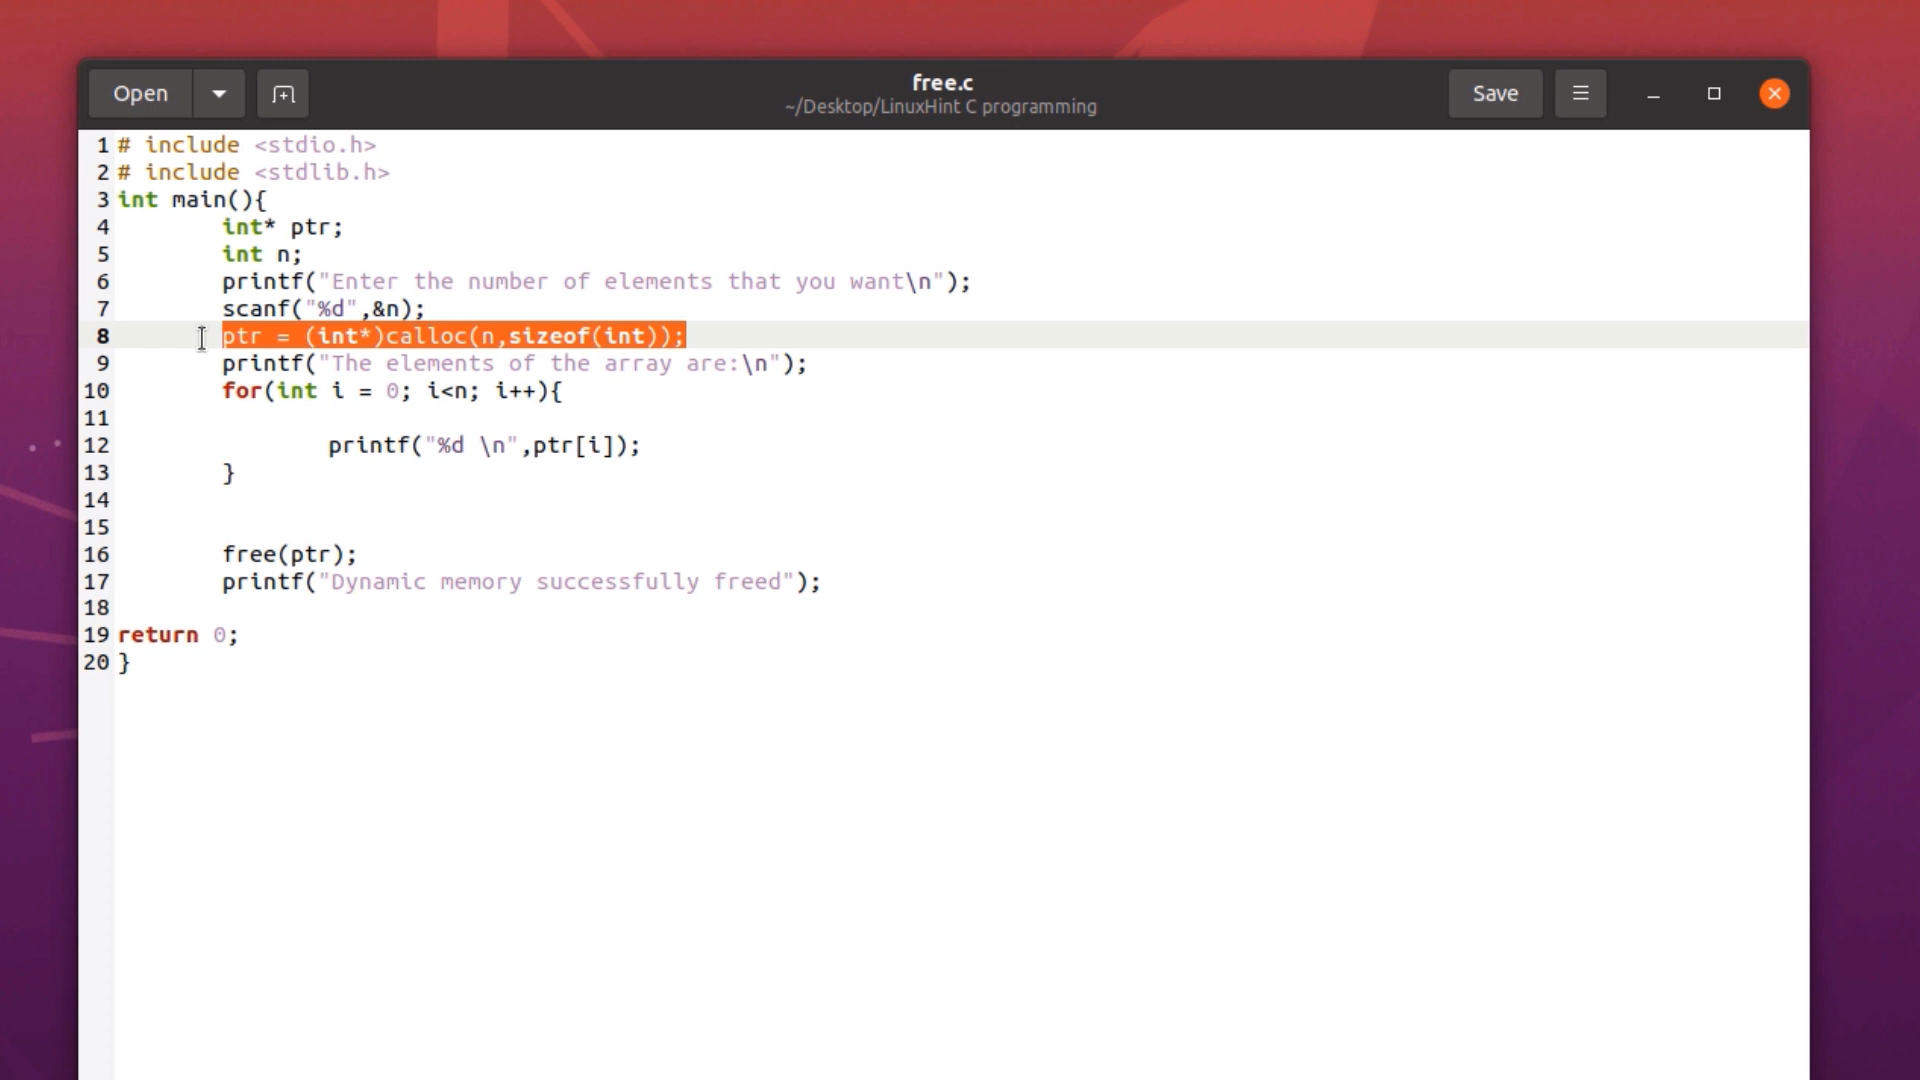 Open
free.c
~/Desktop/LinuxHint C programming
Save
1 # include <stdio.h>
2 # include <stdlib.h>
3 int main(){
4 int* ptr;
5 int n;
6 printf("Enter the number of elements that you want\n");
7 scanf("%d",&n);
8 ptr = (int*)calloc(n,sizeof(int));
9 printf("The elements of the array are:\n");
10 for(int i = 0; i<n; i++){
11
12 printf("%d \n",ptr[i]);
13 }
14
15
16 free(ptr);
17 printf("Dynamic memory successfully freed");
18
19 return 0;
20 }